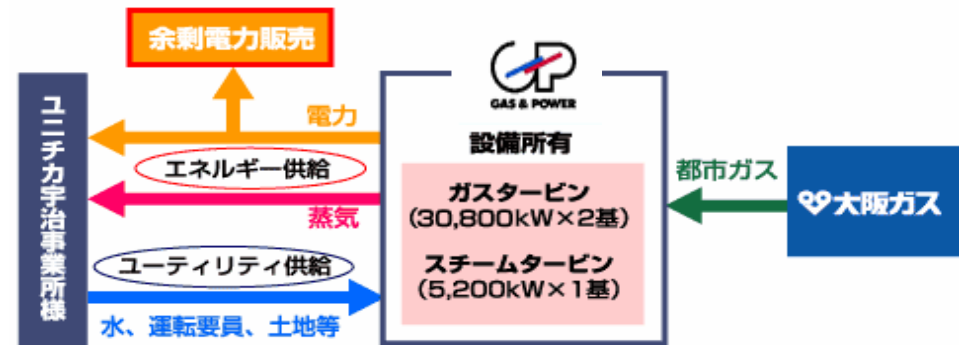 余剰電力販売
ユニチカ宇治事業所様
電力
エネルギー供給
蒸気
ユーティリティ供給
水、運転要員、土地等
GP
GAS & POWER
設備所有
ガスタービン
(30,800kW×2基)
スチームタービン
(5,200kW×1基)
都市ガス
大阪ガス